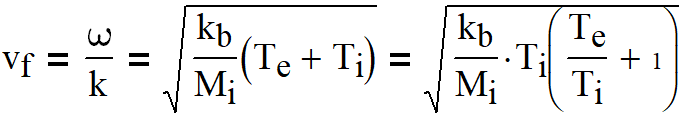 v_f = ω/k = √(k_b/M_i (T_e + T_i)) = √(k_b/M_i · T_i (T_e/T_i + 1))